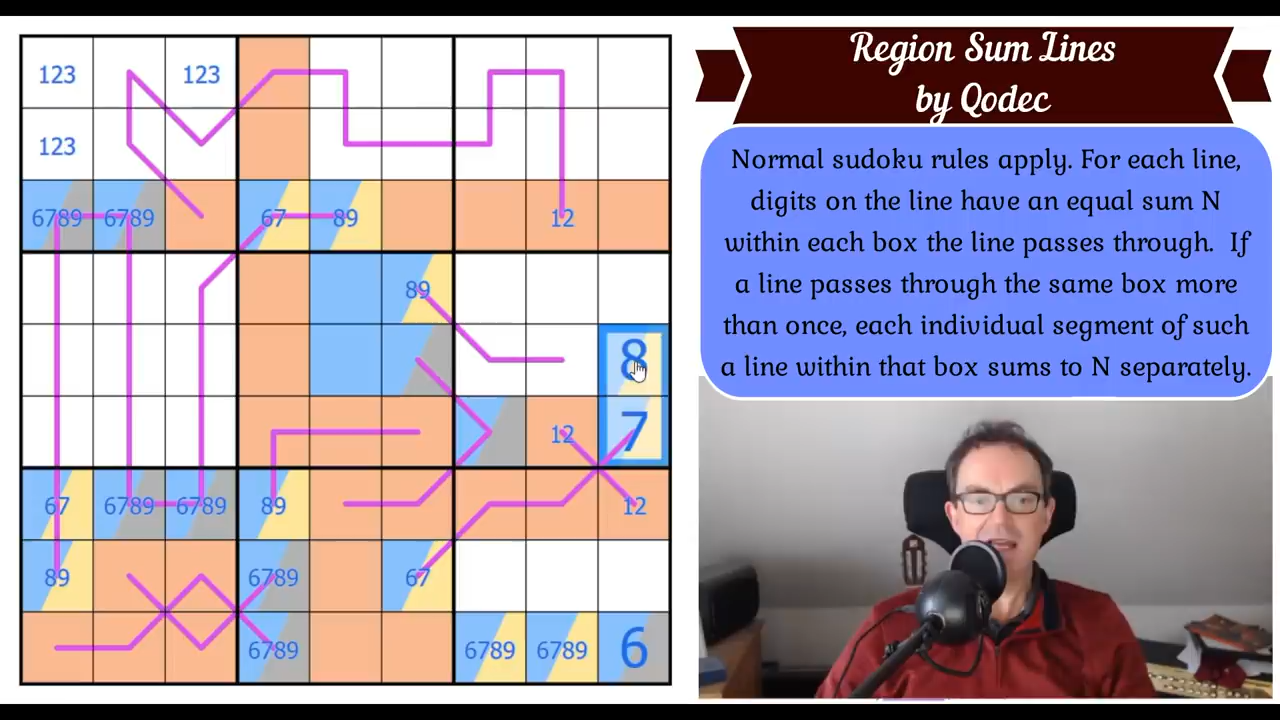 Region Sum Lines
by Qodec
Normal sudoku rules apply. For each line,
digits on the line have an equal sum N
within each box the line passes through. If
a line passes through the same box more
than once, each individual segment of such
a line within that box sums to N separately.
123 123
123
6789 6789 67 89 12
89
8
12 7
67 6789 6789 89 12
89 6789 67
6789 6789 6789 6